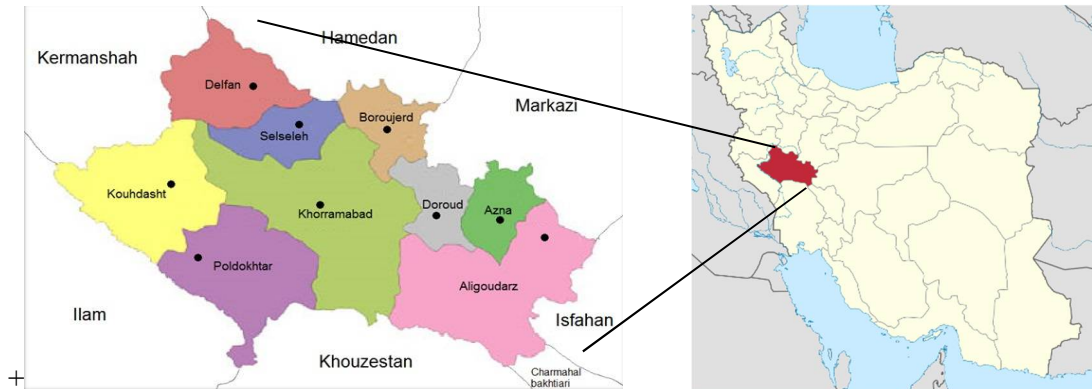 Hamedan
Kermanshah
Delfan
Markazi
Boroujerd
Selseleh
Kouhdasht
Khorramabad
Doroud
Azna
Poldokhtar
Aligoudarz
Ilam
Isfahan
Khouzestan
Charmahal
bakhtiari